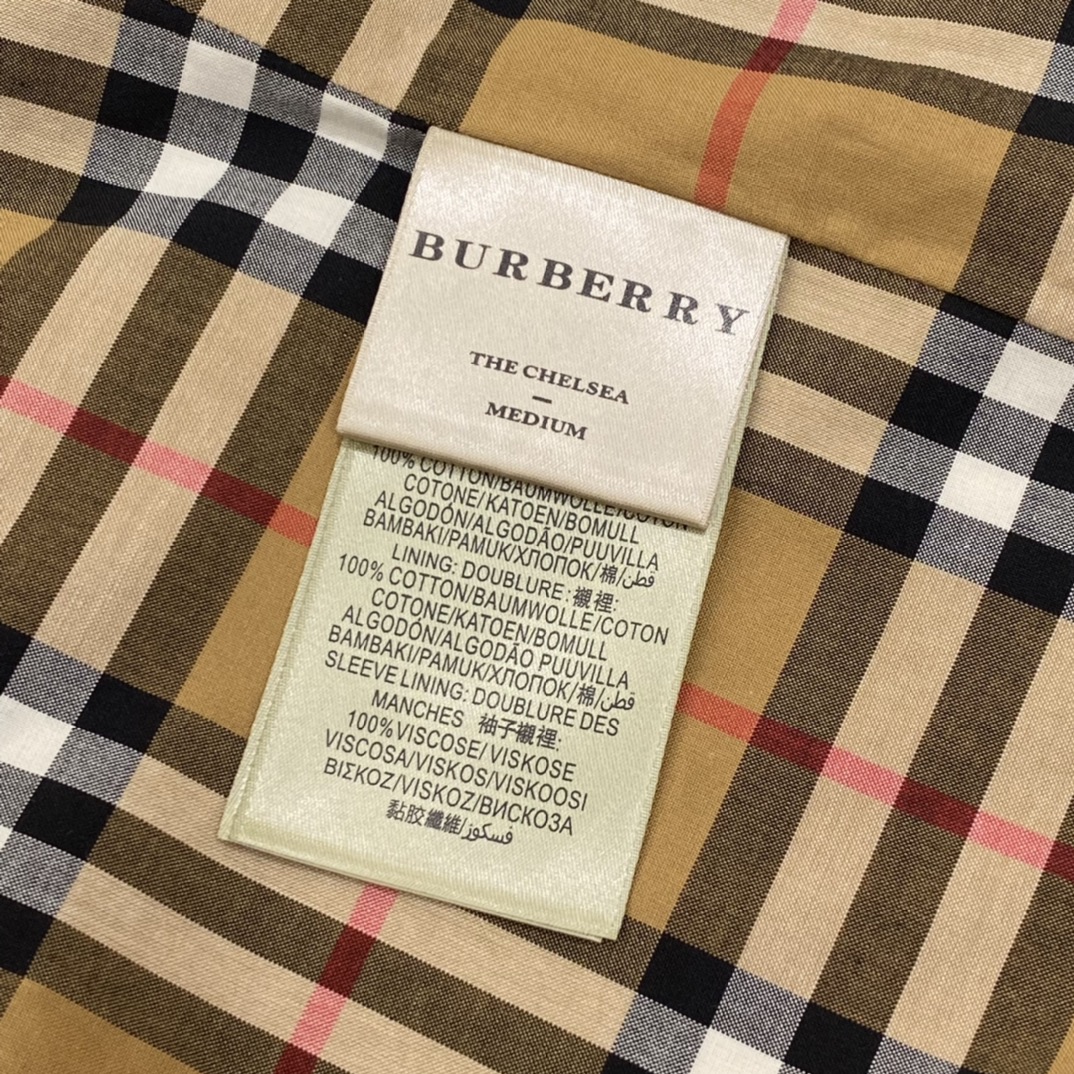 BURBERRY
THE CHELSEA
–
MEDIUM
100% COTTON/BAUMWOLLE/COTON
COTONE/KATOEN/BOMULL
ALGODÓN/ALGODÃO/PUUVILLA
BAMBAKI/PAMUK/ХЛОПОК/棉/قطن
LINING: DOUBLURE:襯裡:
100% COTTON/BAUMWOLLE/COTON
COTONE/KATOEN/BOMULL
ALGODÓN/ALGODÃO PUUVILLA
BAMBAKI/PAMUK/ХЛОПОК/棉/قطن
SLEEVE LINING: DOUBLURE DES
MANCHES 袖子襯裡:
100%VISCOSE/VISKOSE
VISCOSA/VISKOS/VISKOOSI
ΒΙΣΚΟΖ/VISKOZ/ВИСКОЗА
黏胶纖維/فسكوز